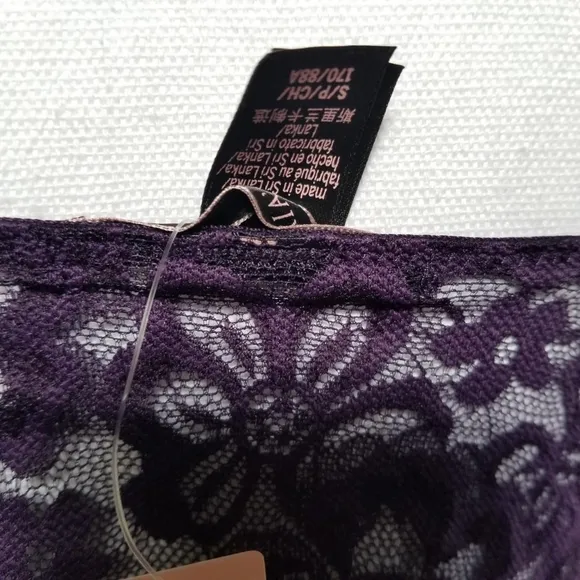 made in Sri Lanka/
fabriqué au Sri Lanka/
hecho en Sri Lanka/
fabricato in Sri
Lanka/
斯里兰卡制造
S/P/CH/
170/88A